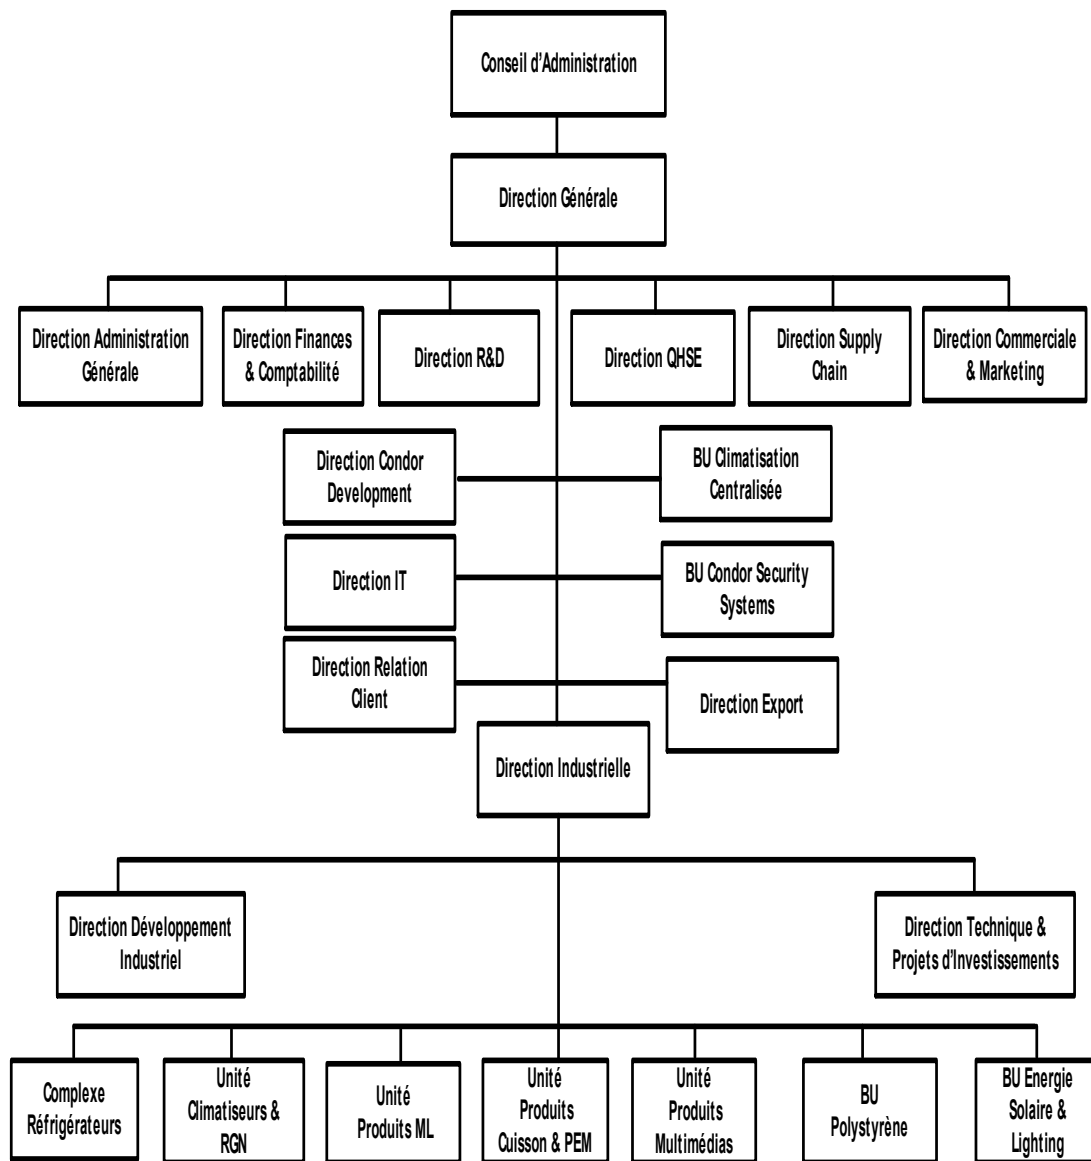 Conseil d'Administration
Direction Générale
Direction Administration
Générale
Direction Finances
& Comptabilité
Direction R&D
Direction QHSE
Direction Supply
Chain
Direction Commerciale
& Marketing
Direction Condor
Development
BU Climatisation
Centralisée
Direction IT
BU Condor Security
Systems
Direction Relation
Client
Direction Export
Direction Industrielle
Direction Développement
Industriel
Direction Technique &
Projets d'Investissements
Complexe
Réfrigérateurs
Unité
Climatiseurs &
RGN
Unité
Produits ML
Unité
Produits
Cuisson & PEM
Unité
Produits
Multimédias
BU
Polystyrène
BU Energie
Solaire &
Lighting